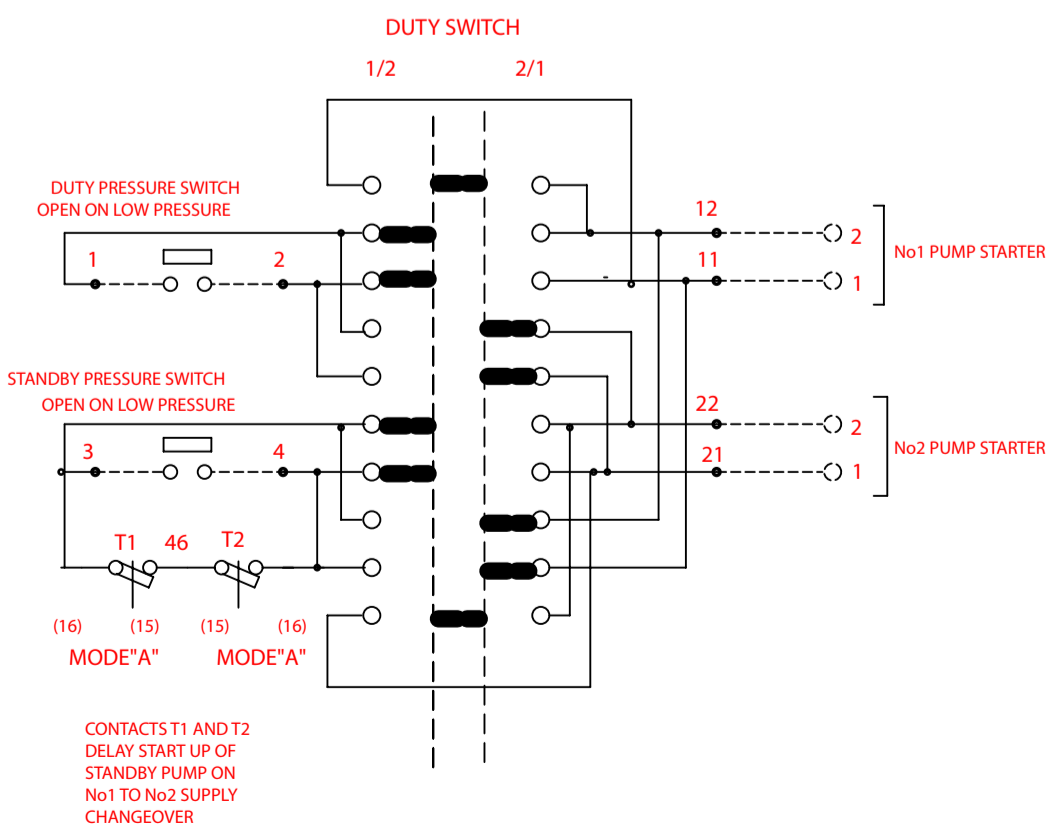 DUTY SWITCH
1/2
2/1
DUTY PRESSURE SWITCH
OPEN ON LOW PRESSURE
1
2
12
2
11
1
No1 PUMP STARTER
STANDBY PRESSURE SWITCH
OPEN ON LOW PRESSURE
3
4
22
2
21
1
No2 PUMP STARTER
T1
46
T2
(16)
(15)
(15)
(16)
MODE"A"
MODE"A"
CONTACTS T1 AND T2
DELAY START UP OF
STANDBY PUMP ON
No1 TO No2 SUPPLY
CHANGEOVER